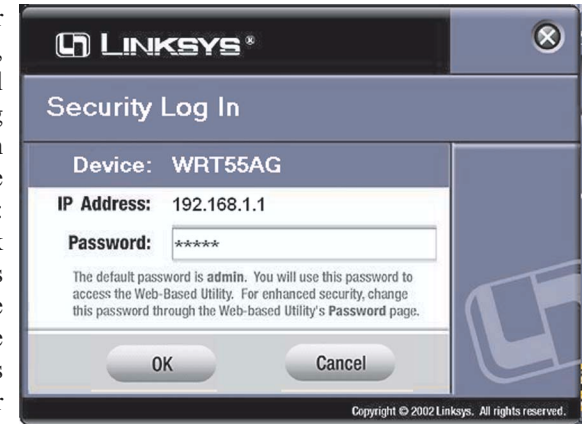 LINKSYS®
Security Log In
Device: WRT55AG
IP Address: 192.168.1.1
Password: *****
The default password is admin. You will use this password to
access the Web-Based Utility. For enhanced security, change
this password through the Web-based Utility's Password page.
OK Cancel
Copyright © 2002 Linksys. All rights reserved.